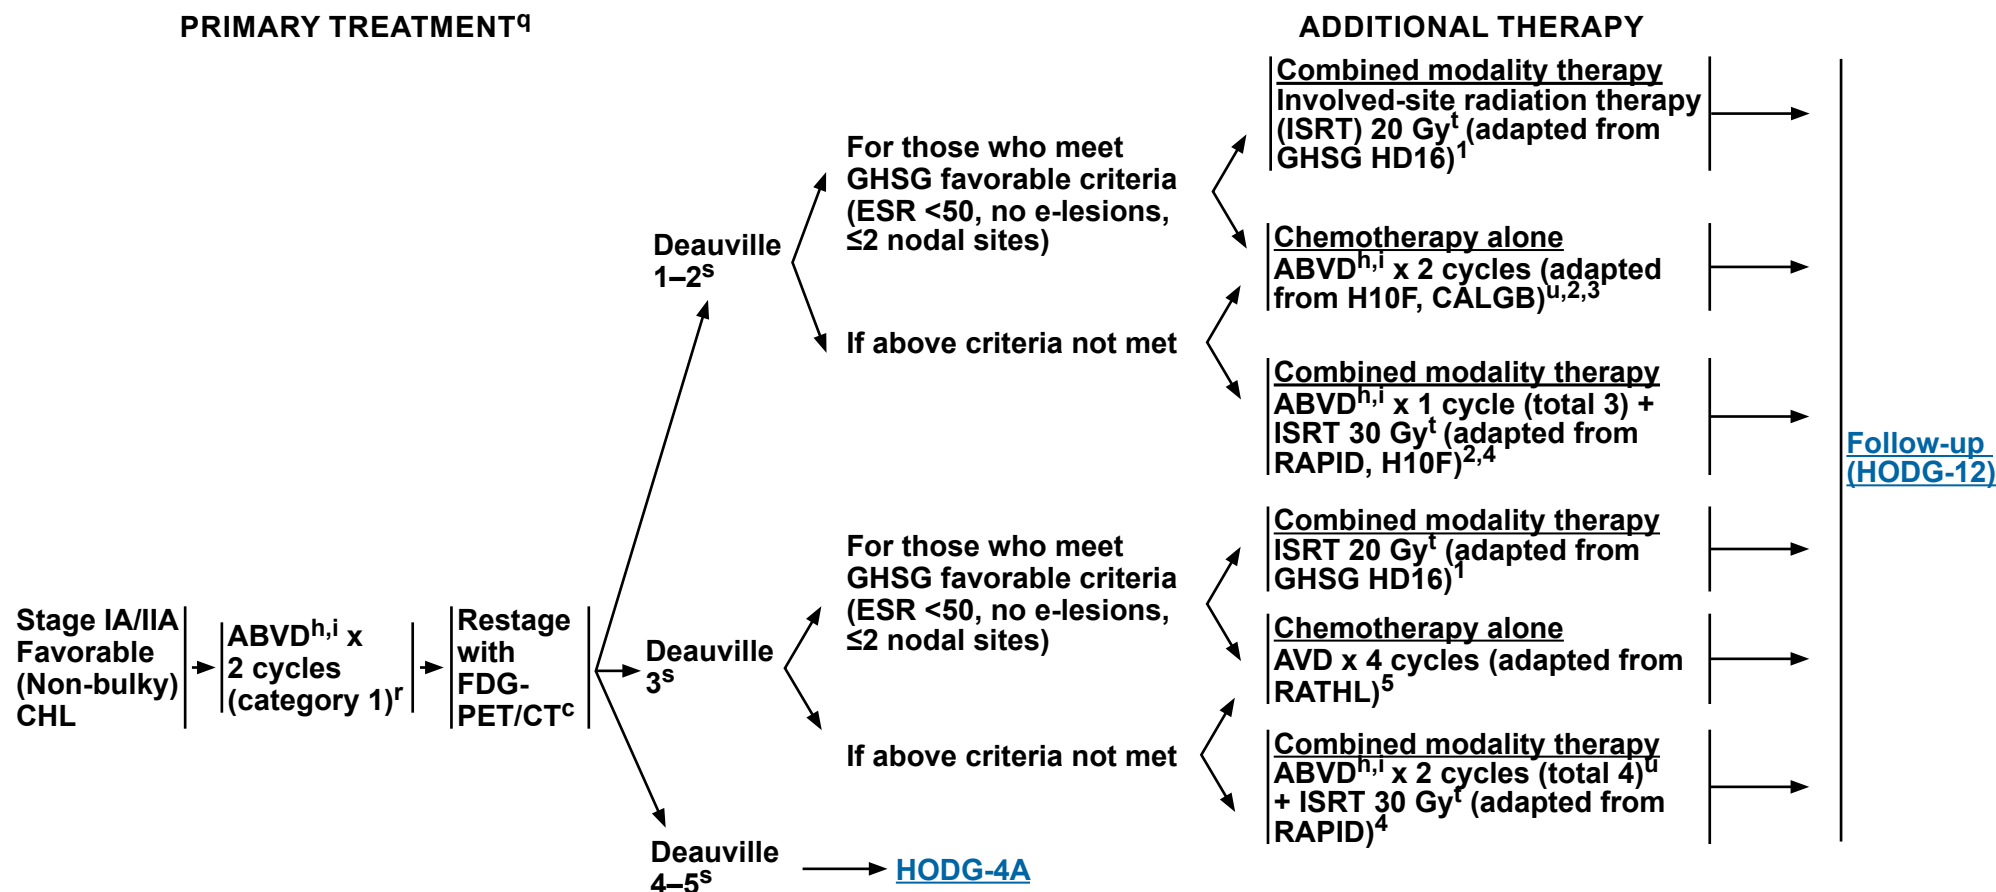 PRIMARY TREATMENTq
ADDITIONAL THERAPY
Stage IA/IIA
Favorable
(Non-bulky)
CHL
ABVDh,i x
2 cycles
(category 1)r
Restage
with
FDG-
PET/CTc
Deauville
1–2s
For those who meet
GHSG favorable criteria
(ESR <50, no e-lesions,
≤2 nodal sites)
If above criteria not met
Combined modality therapy
Involved-site radiation therapy
(ISRT) 20 Gyt (adapted from
GHSG HD16)1
Chemotherapy alone
ABVDh,i x 2 cycles (adapted
from H10F, CALGB)u,2,3
Combined modality therapy
ABVDh,i x 1 cycle (total 3) +
ISRT 30 Gyt (adapted from
RAPID, H10F)2,4
Deauville
3s
For those who meet
GHSG favorable criteria
(ESR <50, no e-lesions,
≤2 nodal sites)
If above criteria not met
Combined modality therapy
ISRT 20 Gyt (adapted from
GHSG HD16)1
Chemotherapy alone
AVD x 4 cycles (adapted from
RATHL)5
Combined modality therapy
ABVDh,i x 2 cycles (total 4)u
+ ISRT 30 Gyt (adapted from
RAPID)4
Deauville
4–5s
HODG-4A
Follow-up
(HODG-12)